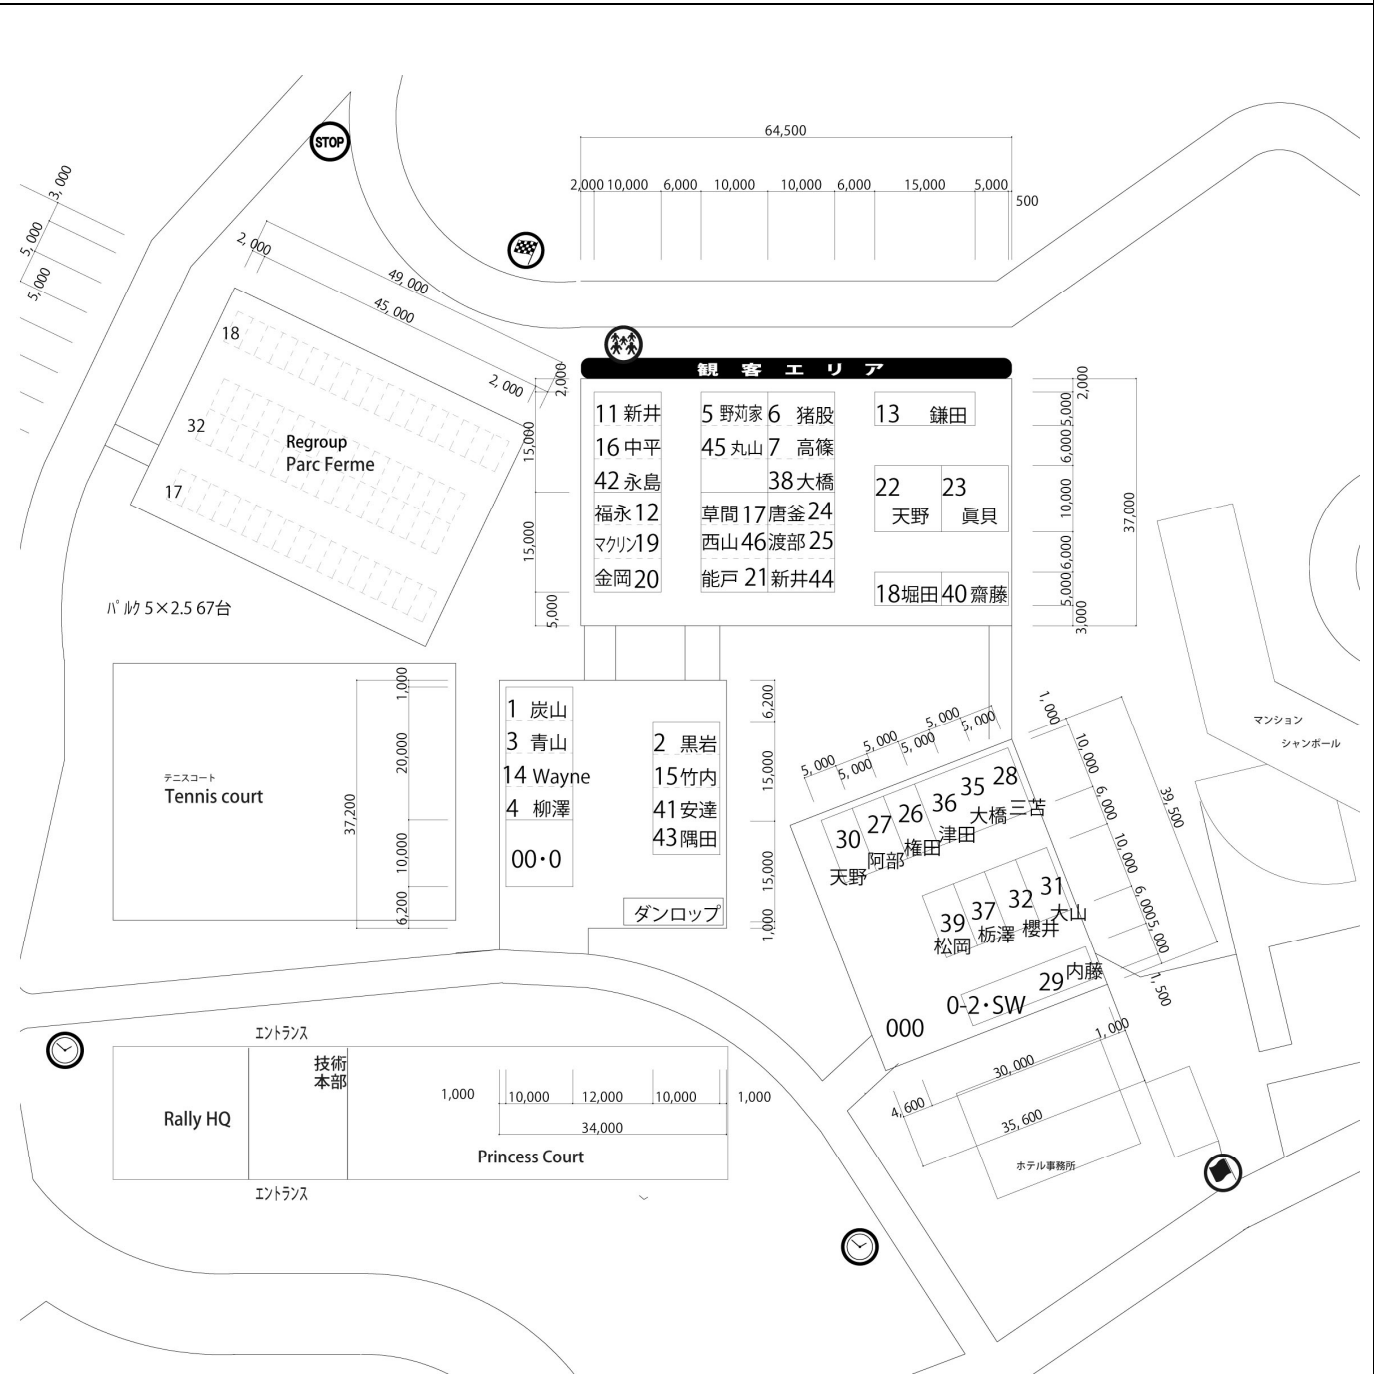 STOP
64,500
2,000 10,000 6,000 10,000 10,000 6,000 15,000 5,000
500
3,000
5,000
5,000
2,000
49,000
45,000
2,000
18
32
17
Regroup
Parc Ferme
パルク 5×2.5 67台
観客エリア
2,000
15,000
15,000
5,000
11 新井
16 中平
42 永島
福永 12
マクリン19
金岡 20
5 野苅家
45 丸山
草間 17
西山 46
能戸 21
6 猪股
7 高篠
38 大橋
唐釜 24
渡部 25
新井 44
13 鎌田
22
天野
23
眞貝
18堀田
40 齋藤
2,000
5,000
6,000
10,000
6,000
5,000
3,000
37,000
テニスコート
Tennis court
1,000
20,000
10,000
6,200
37,200
1 炭山
3 青山
14 Wayne
4 柳澤
00・0
2 黒岩
15 竹内
41 安達
43 隅田
ダンロップ
6,200
15,000
15,000
1,000
5,000
5,000
5,000
5,000
5,000
5,000
30
天野
27
阿部
26
権田
36
津田
35
大橋
28
三苫
39
松岡
37
栃澤
32
櫻井
31
大山
29 内藤
0-2・SW
000
1,000
10,000
6,000
10,000
6,000
5,000
1,500
39,500
マンション
シャンボール
1,000
30,000
4,600
35,600
ホテル事務所
エントランス
技術
本部
Rally HQ
エントランス
1,000 10,000 12,000 10,000 1,000
34,000
Princess Court